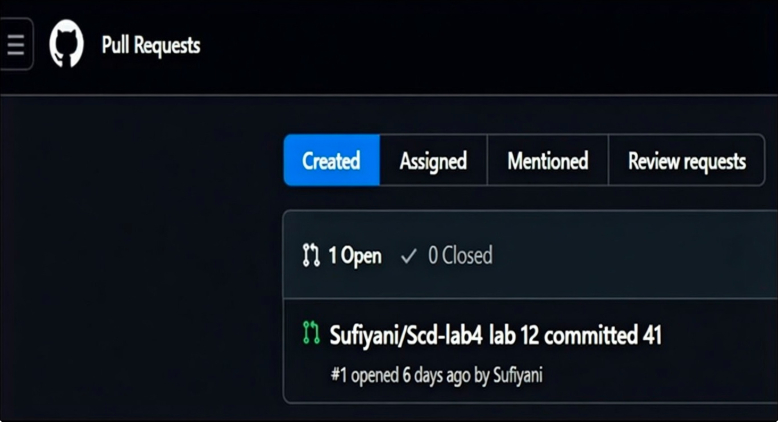 Pull Requests
Created Assigned Mentioned Review requests
1 Open 0 Closed
Sufiyani/Scd-lab4 lab 12 committed 41
#1 opened 6 days ago by Sufiyani